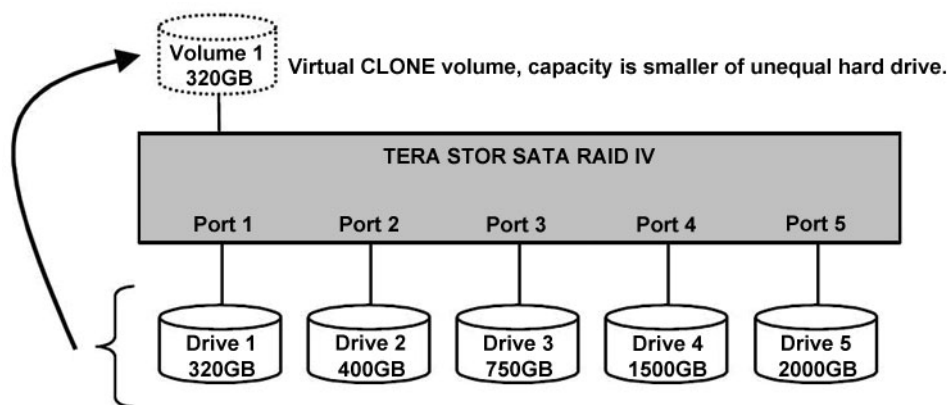 Volume 1
320GB
Virtual CLONE volume, capacity is smaller of unequal hard drive.
TERA STOR SATA RAID IV
Port 1 Port 2 Port 3 Port 4 Port 5
Drive 1 Drive 2 Drive 3 Drive 4 Drive 5
320GB 400GB 750GB 1500GB 2000GB